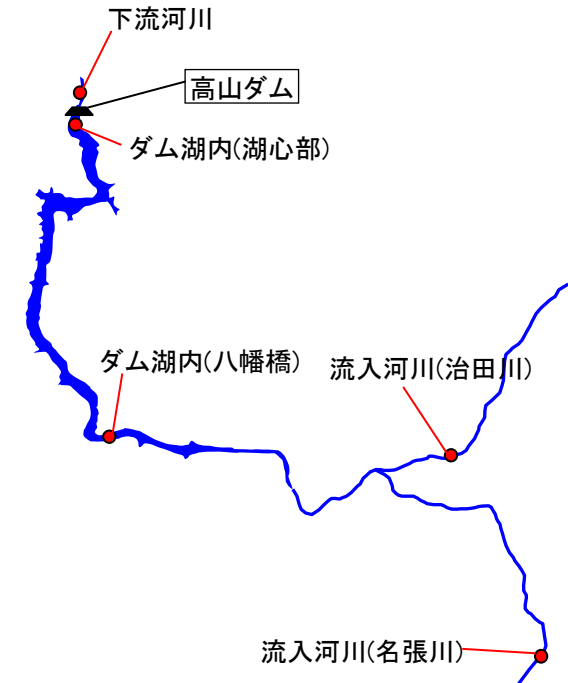 下流河川
高山ダム
ダム湖内(湖心部)
ダム湖内(八幡橋)
流入河川(治田川)
流入河川(名張川)